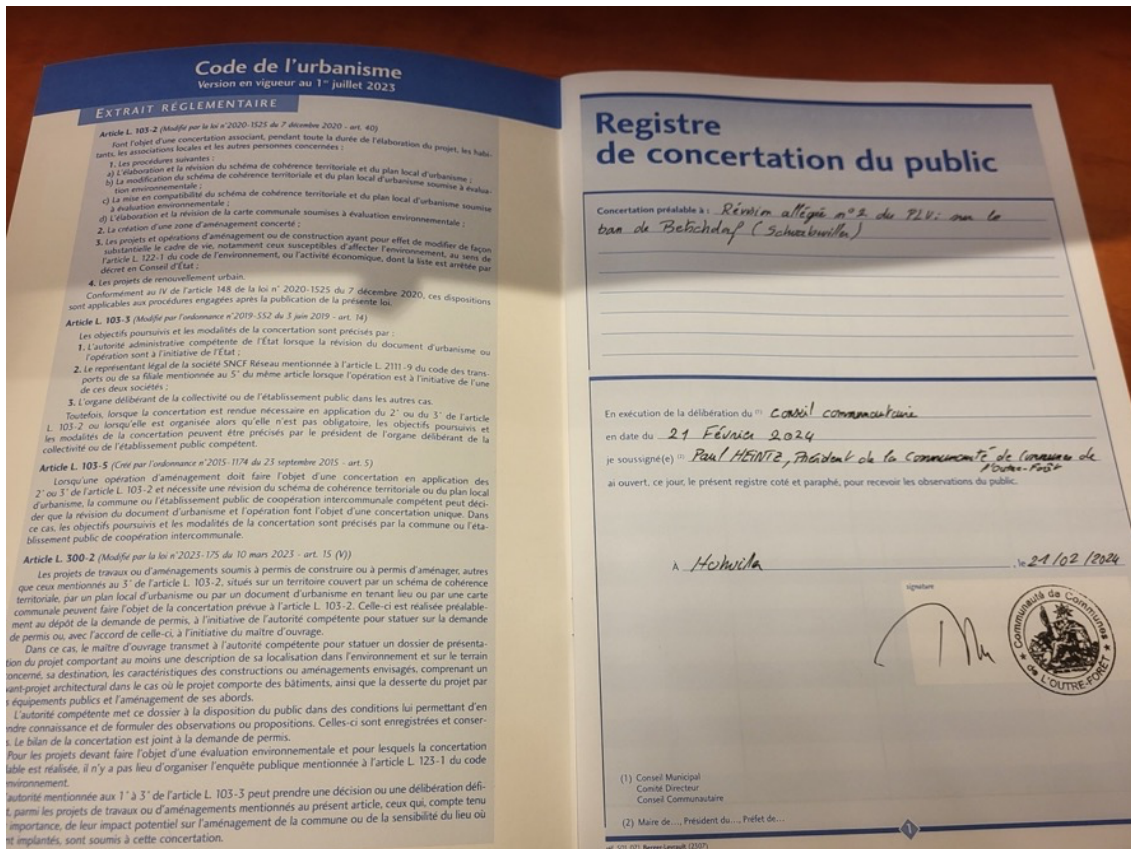 Code de l'urbanisme
Version en vigueur au 1er juillet 2023
EXTRAIT RÉGLEMENTAIRE
Article L. 103-2 (Modifié par la loi n°2020-1525 du 7 décembre 2020 - art. 40)
Font l'objet d'une concertation associant, pendant toute la durée de l'élaboration du projet, les habi-
tants, les associations locales et les autres personnes concernées :
1. Les procédures suivantes :
a) L'élaboration et la révision du schéma de cohérence territoriale et du plan local d'urbanisme ;
b) La modification du schéma de cohérence territoriale et du plan local d'urbanisme soumise à évalua-
tion environnementale ;
c) La mise en compatibilité du schéma de cohérence territoriale et du plan local d'urbanisme soumise
à évaluation environnementale ;
d) L'élaboration et la révision de la carte communale soumises à évaluation environnementale ;
2. La création d'une zone d'aménagement concerté ;
3. Les projets et opérations d'aménagement ou de construction ayant pour effet de modifier de façon
substantielle le cadre de vie, notamment ceux susceptibles d'affecter l'environnement, au sens de
l'article L. 122-1 du code de l'environnement, ou l'activité économique, dont la liste est arrêtée par
décret en Conseil d'État ;
4. Les projets de renouvellement urbain.
Conformément au IV de l'article 148 de la loi n° 2020-1525 du 7 décembre 2020, ces dispositions
sont applicables aux procédures engagées après la publication de la présente loi.
Article L. 103-3 (Modifié par l'ordonnance n°2019-552 du 3 juin 2019 - art. 14)
Les objectifs poursuivis et les modalités de la concertation sont précisés par :
1. L'autorité administrative compétente de l'État lorsque la révision du document d'urbanisme ou
l'opération sont à l'initiative de l'État ;
2. Le représentant légal de la société SNCF Réseau mentionnée à l'article L. 2111-9 du code des trans-
ports ou de sa filiale mentionnée au 5° du même article lorsque l'opération est à l'initiative de l'une
de ces deux sociétés ;
3. L'organe délibérant de la collectivité ou de l'établissement public dans les autres cas.
Toutefois, lorsque la concertation est rendue nécessaire en application du 2° ou du 3° de l'article
L. 103-2 ou lorsqu'elle est organisée alors qu'elle n'est pas obligatoire, les objectifs poursuivis et
les modalités de la concertation peuvent être précisés par le président de l'organe délibérant de la
collectivité ou de l'établissement public compétent.
Article L. 103-5 (Créé par l'ordonnance n°2015-1174 du 23 septembre 2015 - art. 5)
Lorsqu'une opération d'aménagement doit faire l'objet d'une concertation en application des
2° ou 3° de l'article L. 103-2 et nécessite une révision du schéma de cohérence territoriale ou du plan local
d'urbanisme, la commune ou l'établissement public de coopération intercommunale compétent peut déci-
der que la révision du document d'urbanisme et l'opération font l'objet d'une concertation unique. Dans
ce cas, les objectifs poursuivis et les modalités de la concertation sont précisés par la commune ou l'éta-
blissement public de coopération intercommunale.
Article L. 300-2 (Modifié par la loi n°2023-175 du 10 mars 2023 - art. 15 (V))
Les projets de travaux ou d'aménagements soumis à permis de construire ou à permis d'aménager, autres
que ceux mentionnés au 3° de l'article L. 103-2, situés sur un territoire couvert par un schéma de cohérence
territoriale, par un plan local d'urbanisme ou par un document d'urbanisme en tenant lieu ou par une carte
communale peuvent faire l'objet de la concertation prévue à l'article L. 103-2. Celle-ci est réalisée préalable-
ment au dépôt de la demande de permis, à l'initiative de l'autorité compétente pour statuer sur la demande
de permis ou, avec l'accord de celle-ci, à l'initiative du maître d'ouvrage.
Dans ce cas, le maître d'ouvrage transmet à l'autorité compétente pour statuer un dossier de présenta-
tion du projet comportant au moins une description de sa localisation dans l'environnement et sur le terrain
concerné, sa destination, les caractéristiques des constructions ou aménagements envisagés, comprenant un
vant-projet architectural dans le cas où le projet comporte des bâtiments, ainsi que la desserte du projet par
s équipements publics et l'aménagement de ses abords.
L'autorité compétente met ce dossier à la disposition du public dans des conditions lui permettant d'en
ndre connaissance et de formuler des observations ou propositions. Celles-ci sont enregistrées et conser-
s. Le bilan de la concertation est joint à la demande de permis.
Pour les projets devant faire l'objet d'une évaluation environnementale et pour lesquels la concertation
lable est réalisée, il n'y a pas lieu d'organiser l'enquête publique mentionnée à l'article L. 123-1 du code
nvironnement.
autorité mentionnée aux 1° à 3° de l'article L. 103-3 peut prendre une décision ou une délibération défi-
t, parmi les projets de travaux ou d'aménagements mentionnés au présent article, ceux qui, compte tenu
importance, de leur impact potentiel sur l'aménagement de la commune ou de la sensibilité du lieu où
nt implantés, sont soumis à cette concertation.
Registre
de concertation du public
Concertation préalable à : Révision allégée n°2 du PLUi sur le
ban de Betschdorf (Schwabwiller)
En exécution de la délibération du (1) Conseil communautaire
en date du 21 Février 2024
je soussigné(e) (2) Paul HEINTZ, Président de la Communauté de Communes de
l'Outre-Forêt
ai ouvert, ce jour, le présent registre coté et paraphé, pour recevoir les observations du public.
À Hohwiller, le 21/02/2024
signature
Communauté de Communes
de L'OUTRE-FORÊT
(1) Conseil Municipal
Comité Directeur
Conseil Communautaire
(2) Maire de..., Président du..., Préfet de...
1